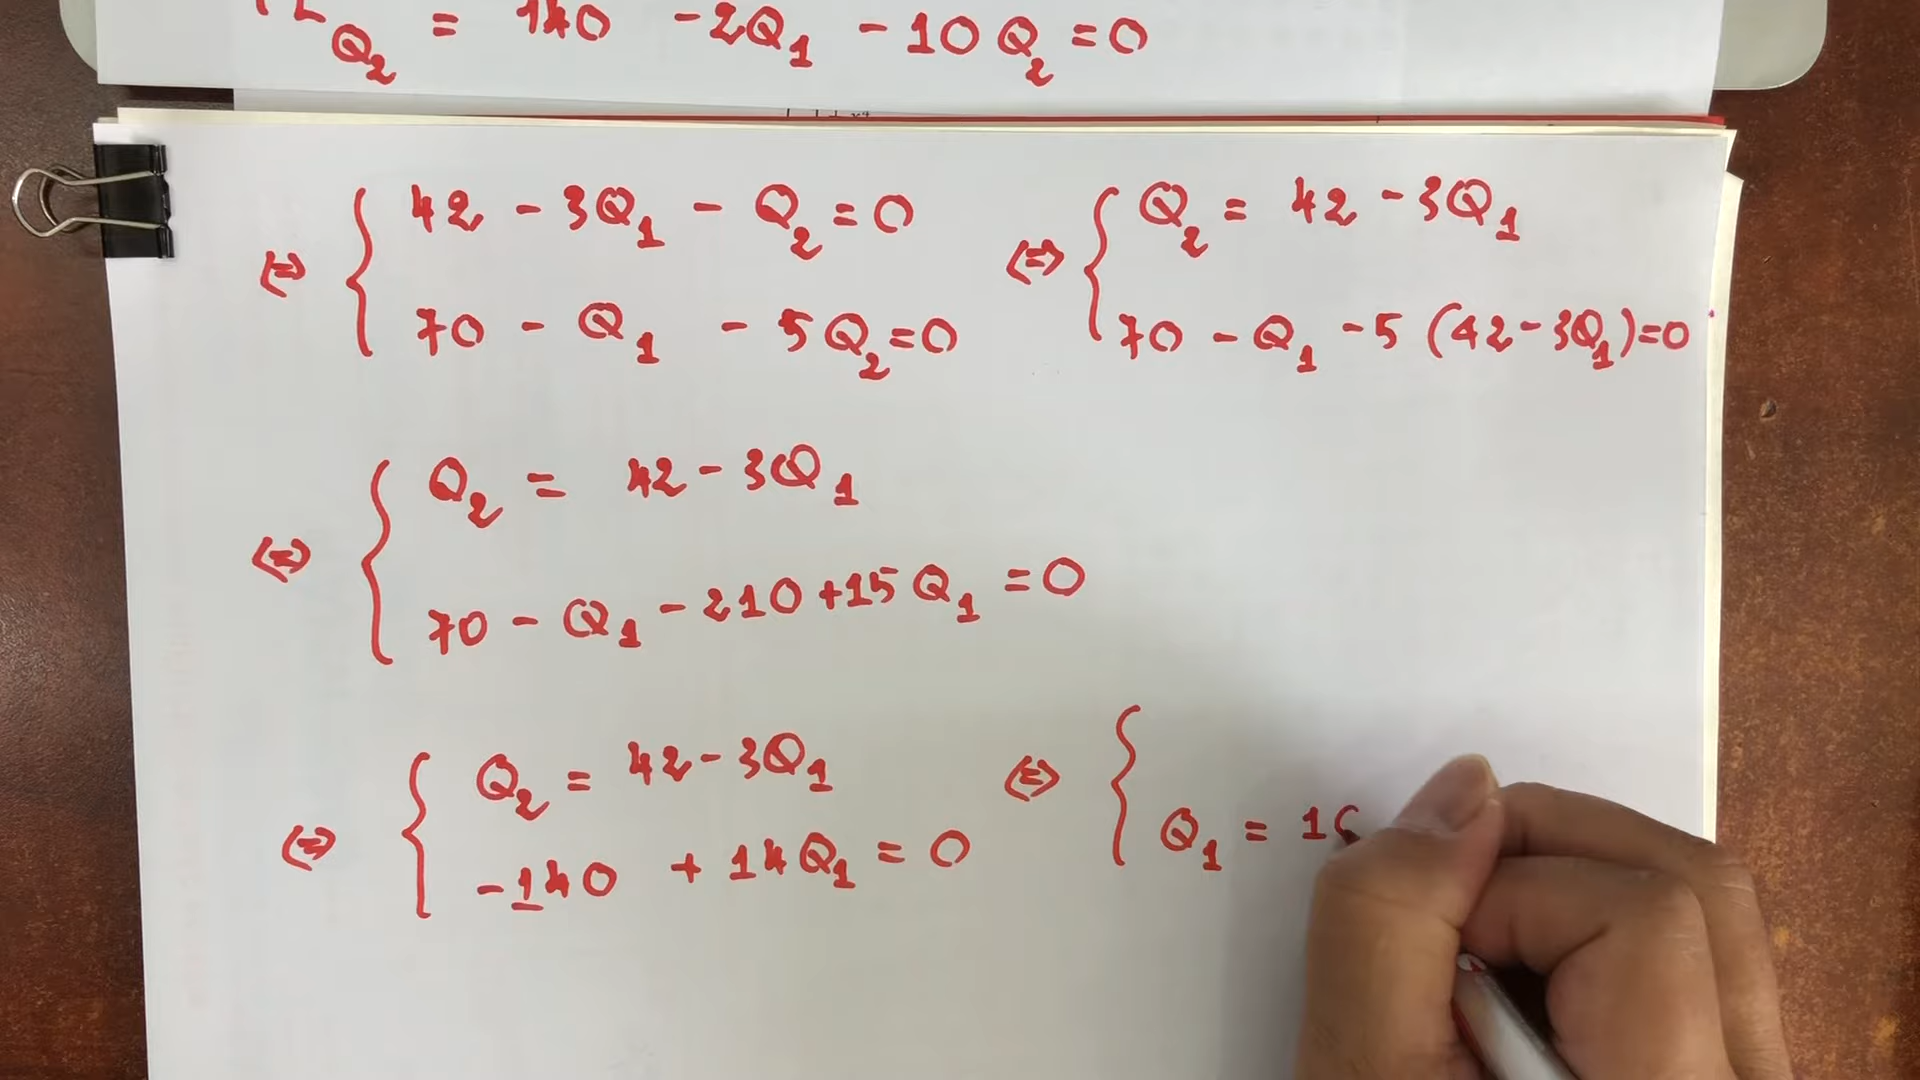 Q₂ = 140 - 2Q₁ - 10Q₂ = 0
⇔ { 42 - 3Q₁ - Q₂ = 0
70 - Q₁ - 5Q₂ = 0
⇔ { Q₂ = 42 - 3Q₁
70 - Q₁ - 5(42 - 3Q₁) = 0
⇔ { Q₂ = 42 - 3Q₁
70 - Q₁ - 210 + 15Q₁ = 0
⇔ { Q₂ = 42 - 3Q₁
-140 + 14Q₁ = 0
⇔ {
Q₁ = 10